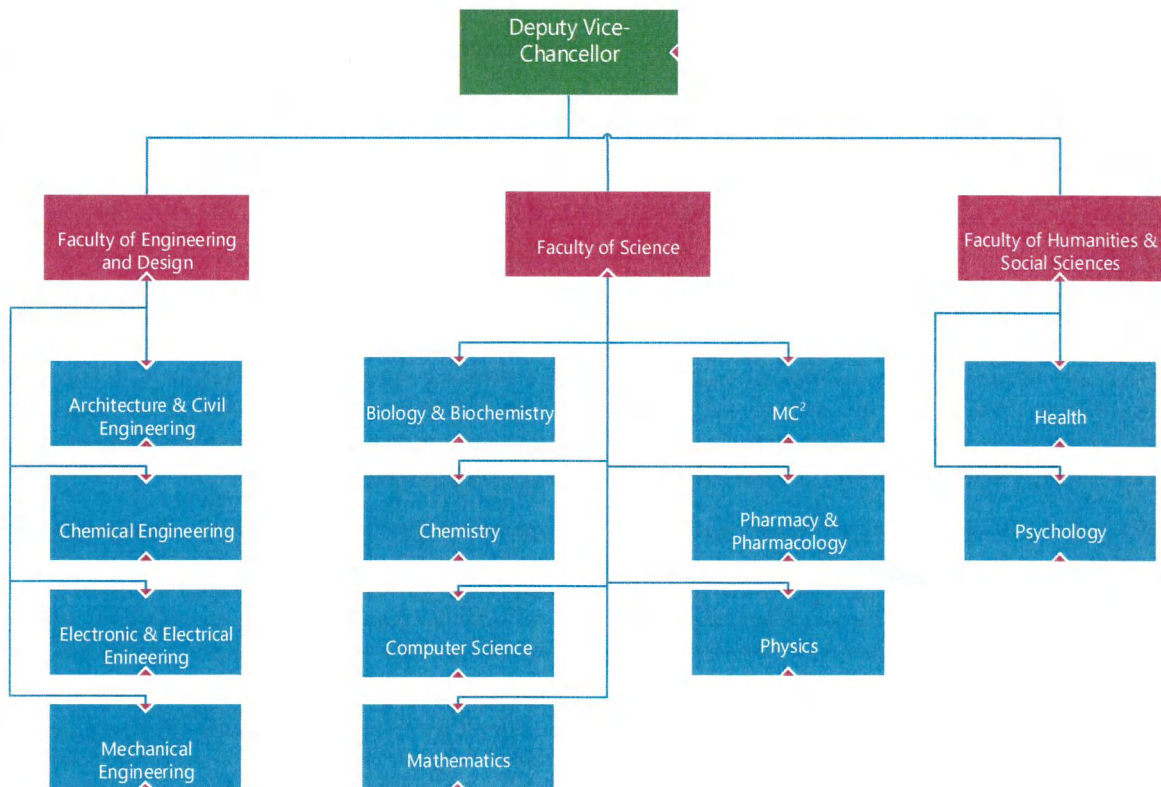 Deputy Vice-
Chancellor
Faculty of Engineering
and Design
Faculty of Science
Faculty of Humanities &
Social Sciences
Architecture & Civil
Engineering
Biology & Biochemistry
MC²
Health
Chemical Engineering
Chemistry
Pharmacy &
Pharmacology
Psychology
Electronic & Electrical
Enineering
Computer Science
Physics
Mechanical
Engineering
Mathematics